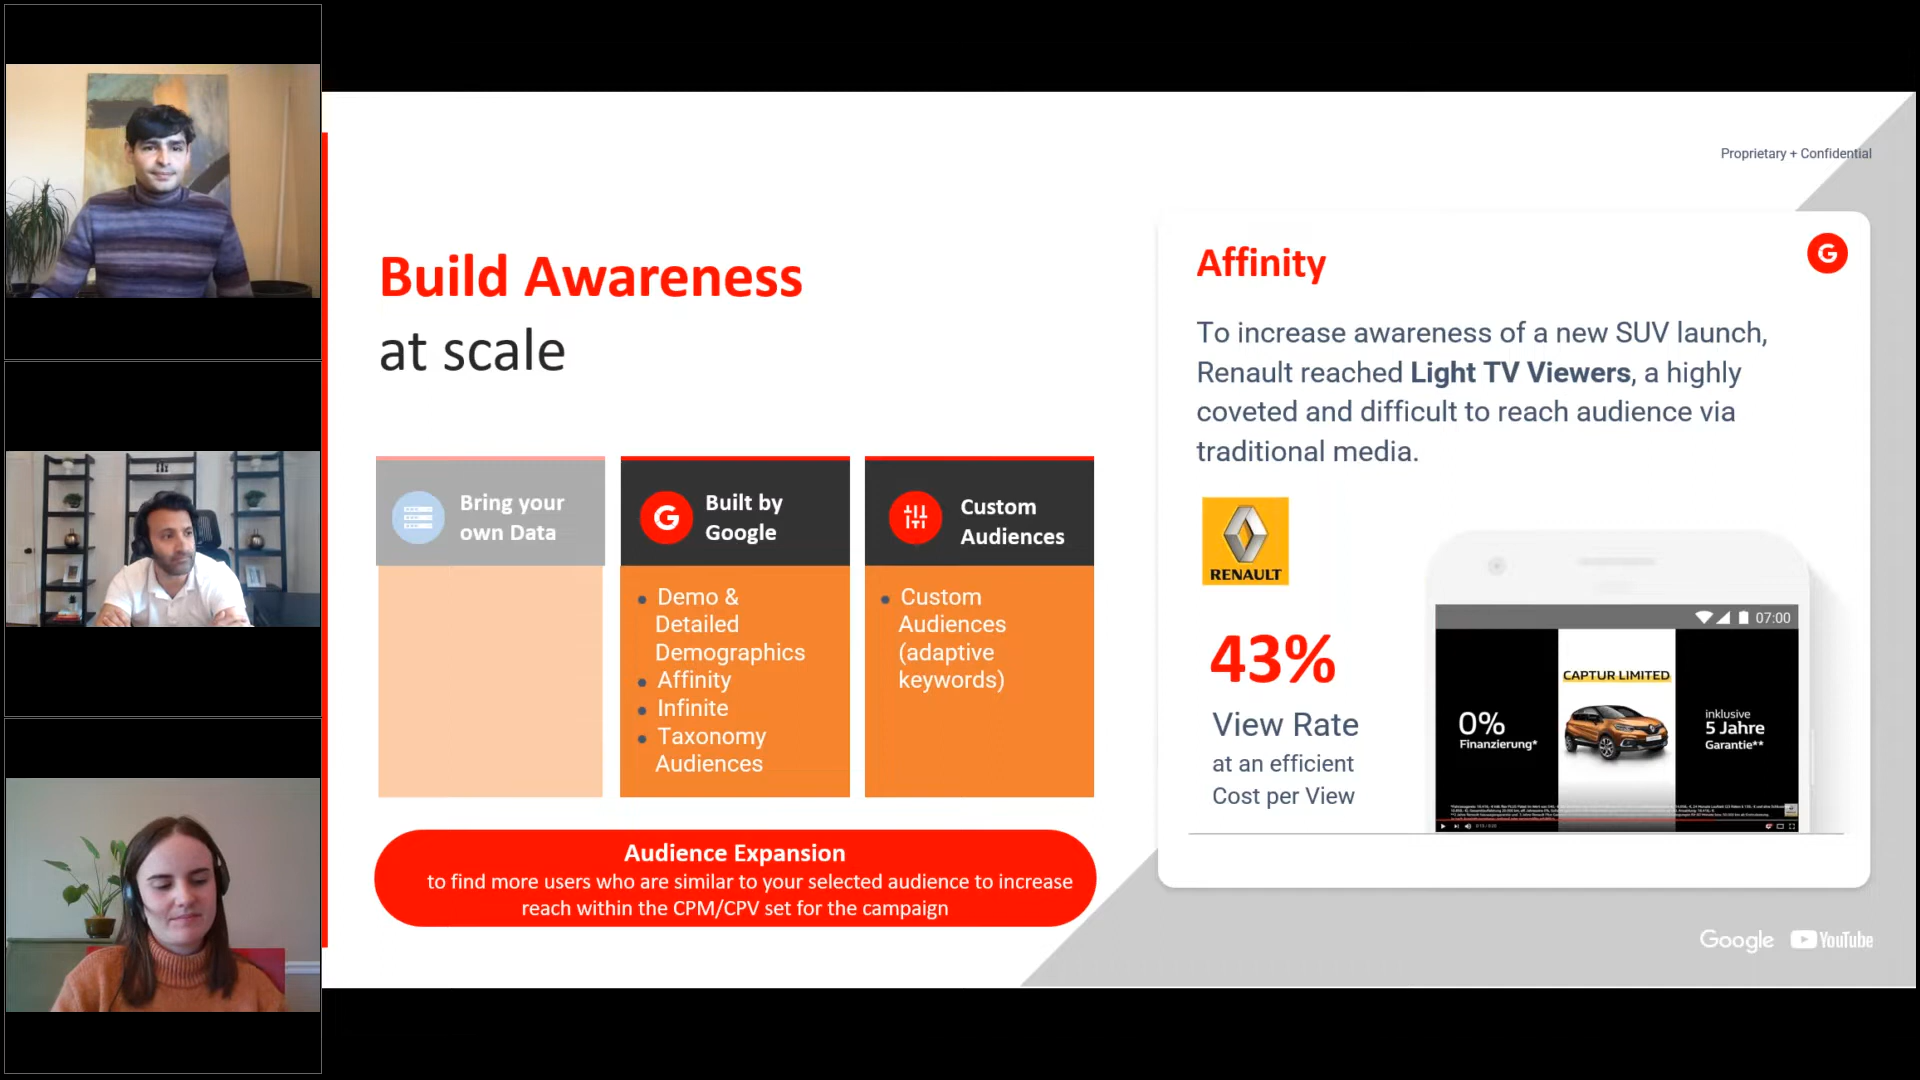 Proprietary + Confidential
Build Awareness
at scale
Bring your
own Data
Built by
Google
Custom
Audiences
Demo &
Detailed
Demographics
Affinity
Infinite
Taxonomy
Audiences
Custom
Audiences
(adaptive
keywords)
Audience Expansion
to find more users who are similar to your selected audience to increase
reach within the CPM/CPV set for the campaign
Affinity
G
To increase awareness of a new SUV launch,
Renault reached Light TV Viewers, a highly
coveted and difficult to reach audience via
traditional media.
RENAULT
43%
View Rate
at an efficient
Cost per View
07:00
CAPTUR LIMITED
0%
Finanzierung*
inklusive
5 Jahre
Garantie**
Google YouTube